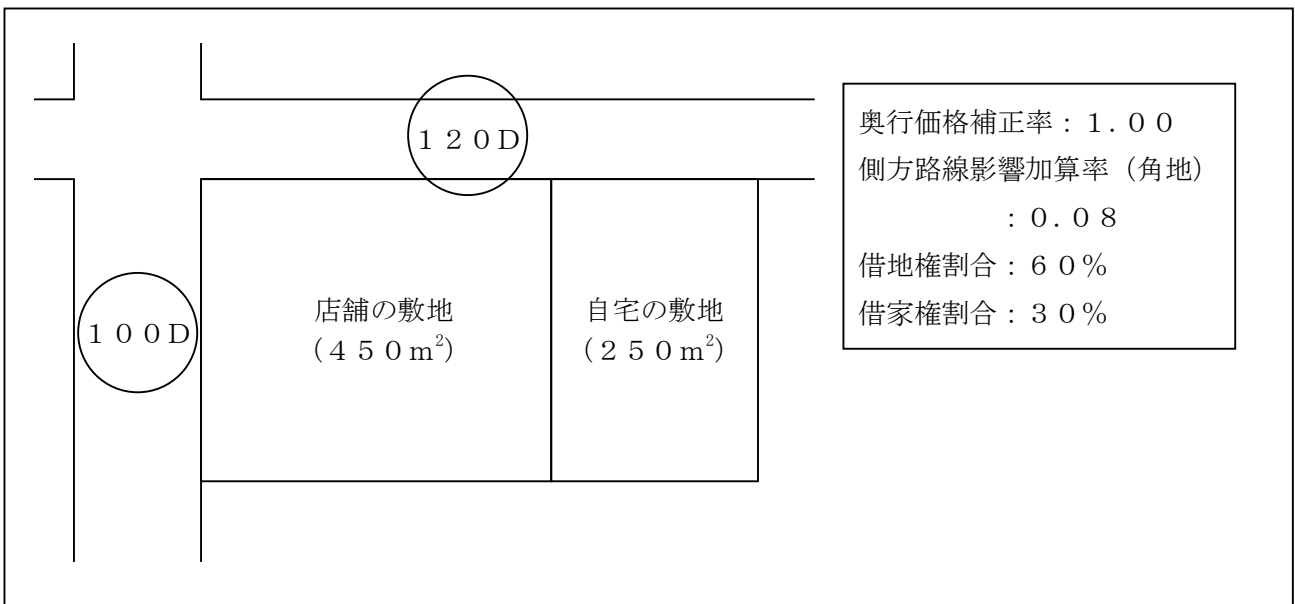 １２０D
１００D
店舗の敷地
（４５０m²）
自宅の敷地
（２５０m²）
奥行価格補正率：１.００
側方路線影響加算率（角地）
：０.０８
借地権割合：６０％
借家権割合：３０％